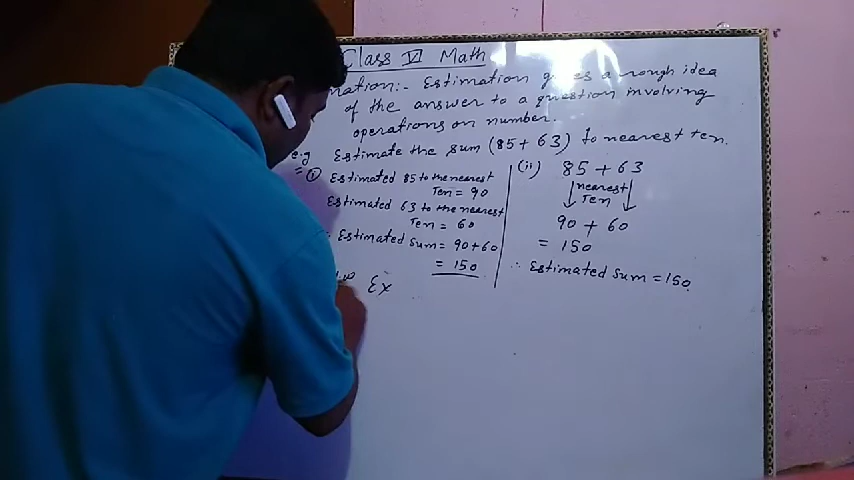 Class VI Math
mation:- Estimation gives a rough idea
of the answer to a question involving
operations on number.
e.g Estimate the sum (85+63) to nearest ten.
= (1) Estimated 85 to the nearest
Ten = 90
Estimated 63 to the nearest
Ten = 60
∴ Estimated sum = 90+60
= 150
Ex
(ii) 85 + 63
nearest
Ten
90 + 60
= 150
∴ Estimated sum = 150.